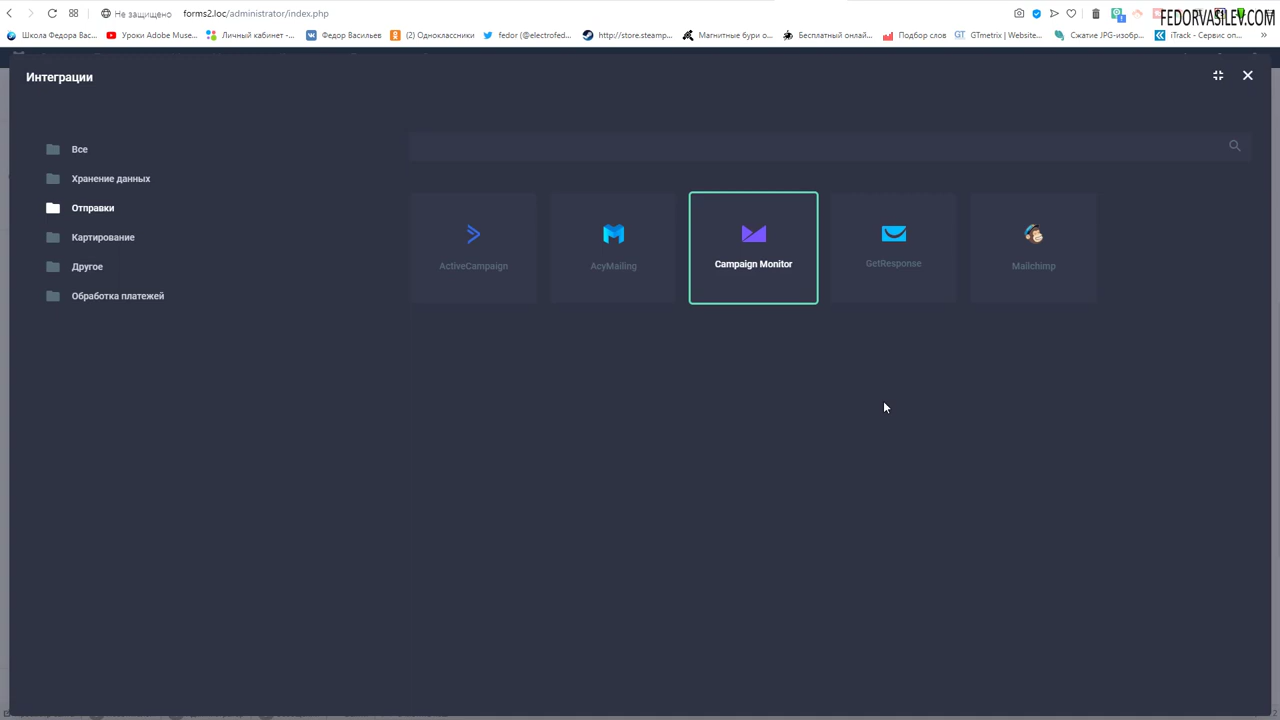 Не защищено forms2.loc/administrator/index.php
FEDORVASILEV.COM
Школа Федора Вас... Уроки Adobe Muse... Личный кабинет -... Федор Васильев (2) Одноклассники fedor (@electrofed... http://store.steamp... Магнитные бури о... Бесплатный онлай... Подбор слов GT GTmetrix | Website... Сжатие JPG-изобр... iTrack - Сервис оп... »
Интеграции
Все
Хранение данных
Отправки
Картирование
Другое
Обработка платежей
ActiveCampaign
AcyMailing
Campaign Monitor
GetResponse
Mailchimp